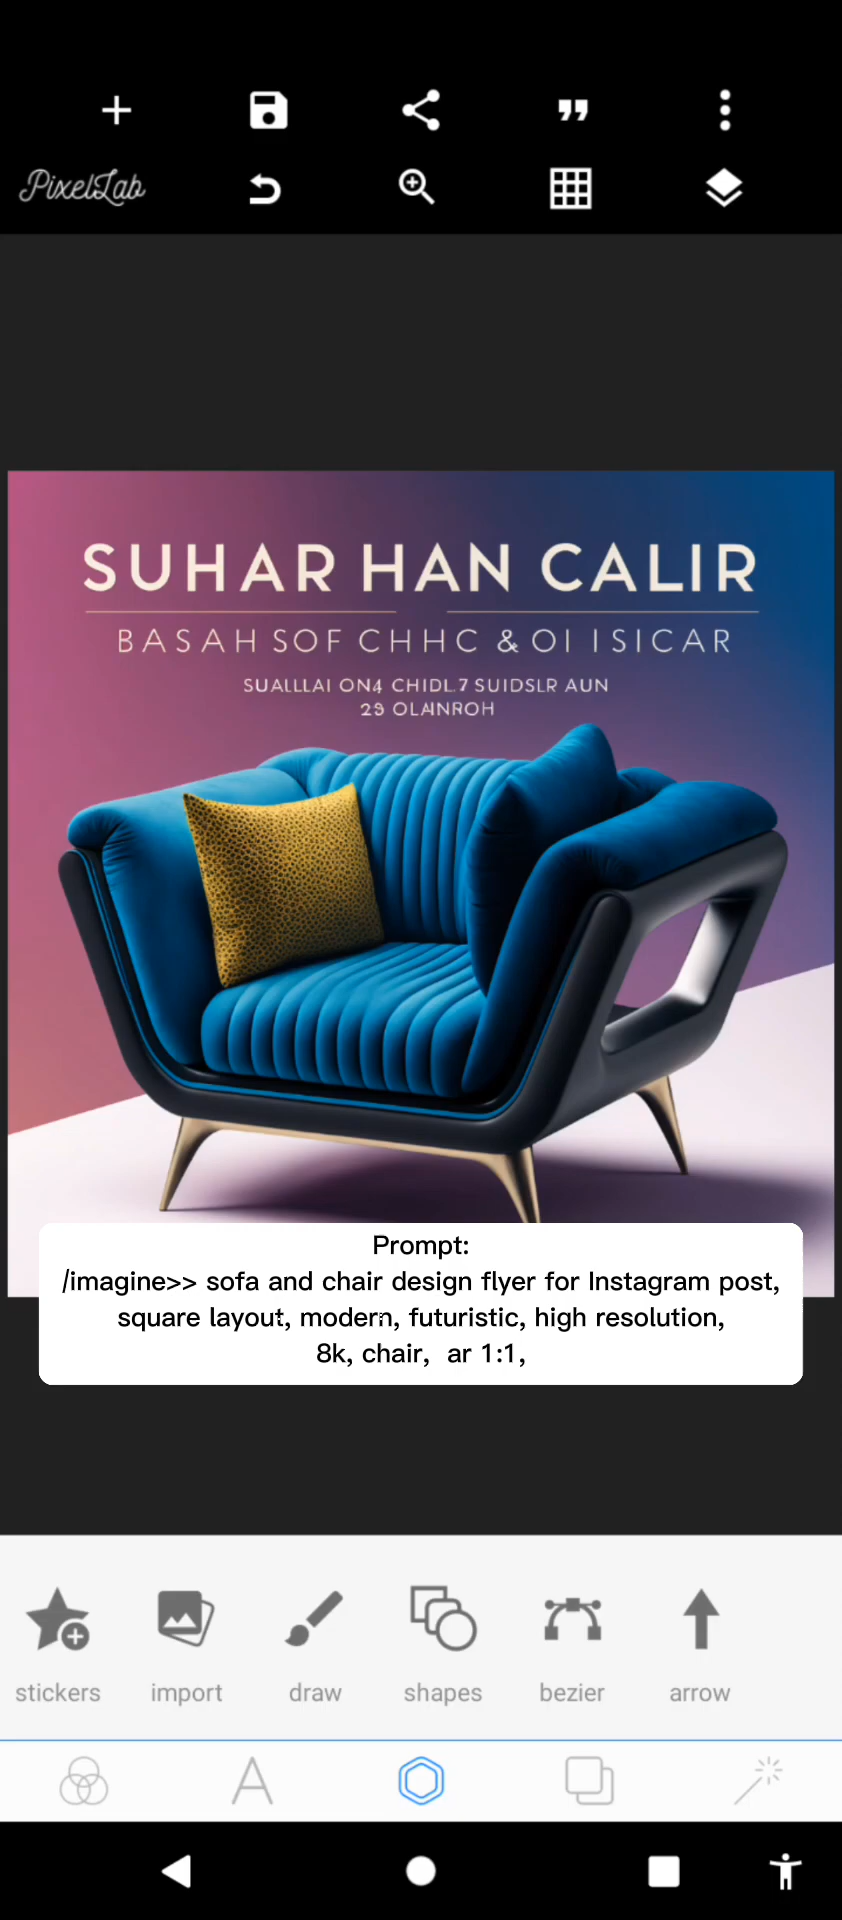 PixelLab
SUHAR HAN CALIR
BASAH SOF CHHC & OI ISICAR
SUALLLAI ON4 CHIDL.7 SUIDSLR AUN
29 OLAINROH
Prompt:
/imagine>> sofa and chair design flyer for Instagram post,
square layout, modern, futuristic, high resolution,
8k, chair, ar 1:1,
stickers import draw shapes bezier arrow